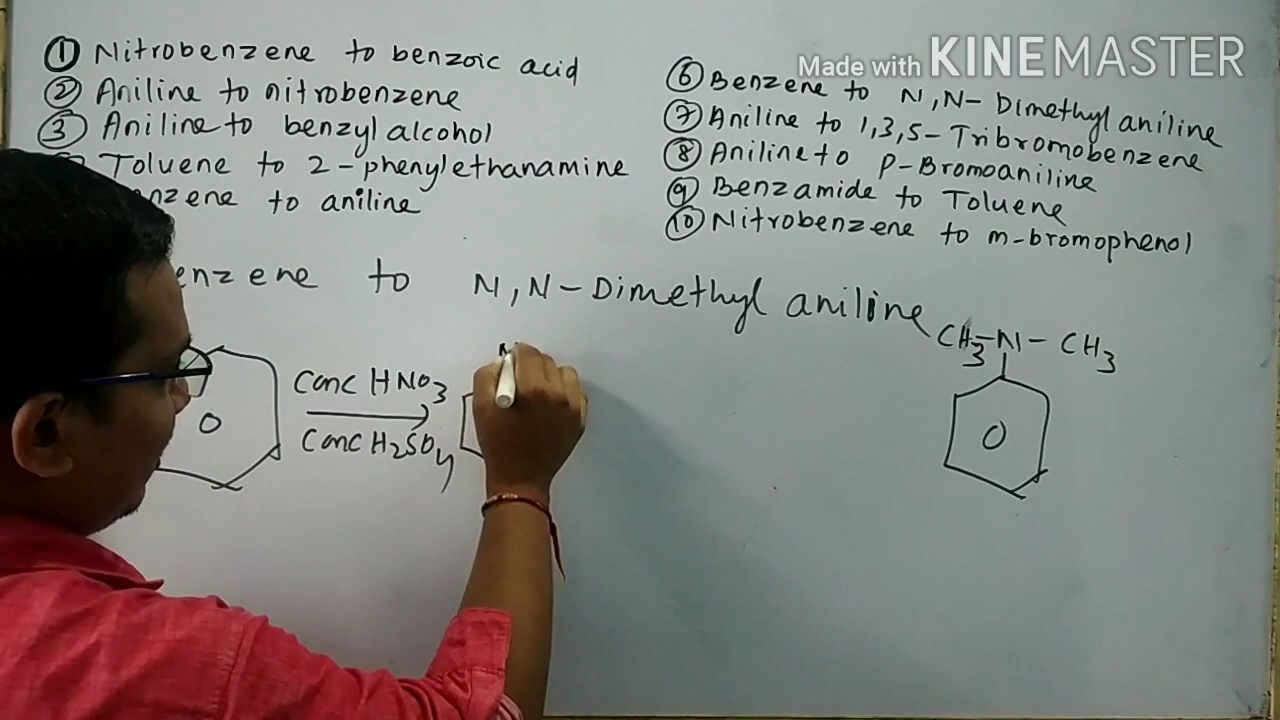 ① Nitrobenzene to benzoic acid
② Aniline to nitrobenzene
③ Aniline to benzyl alcohol
Toluene to 2-phenylethanamine
nzene to aniline
Made with KINEMASTER
⑥ Benzene to N,N-Dimethyl aniline
⑦ Aniline to 1,3,5-Tribromobenzene
⑧ Aniline to p-Bromoaniline
⑨ Benzamide to Toluene
⑩ Nitrobenzene to m-bromophenol
enzene to N,N-Dimethyl aniline
CH3-N-CH3
Conc HNO3
Conc H2SO4